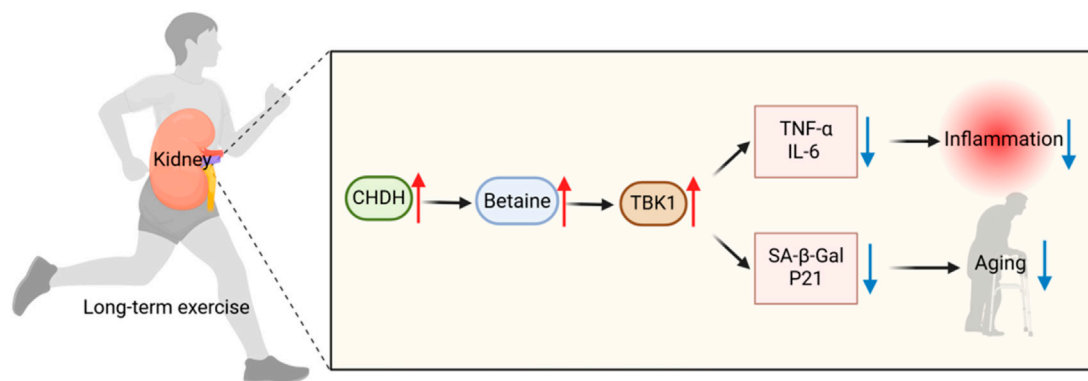 Kidney
Long-term exercise
CHDH
Betaine
TBK1
TNF-α
IL-6
Inflammation
SA-β-Gal
P21
Aging